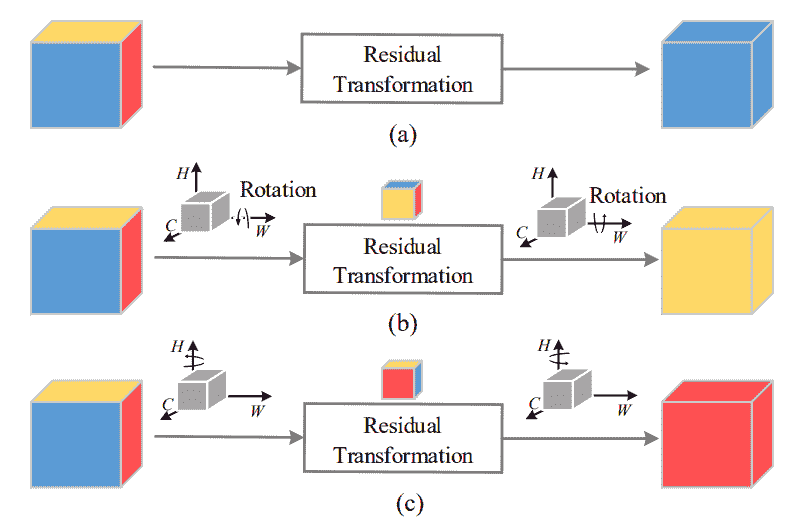 Residual
Transformation
(a)
H
Rotation
C
W
H
Rotation
C
W
Residual
Transformation
(b)
H
C
W
H
C
W
Residual
Transformation
(c)